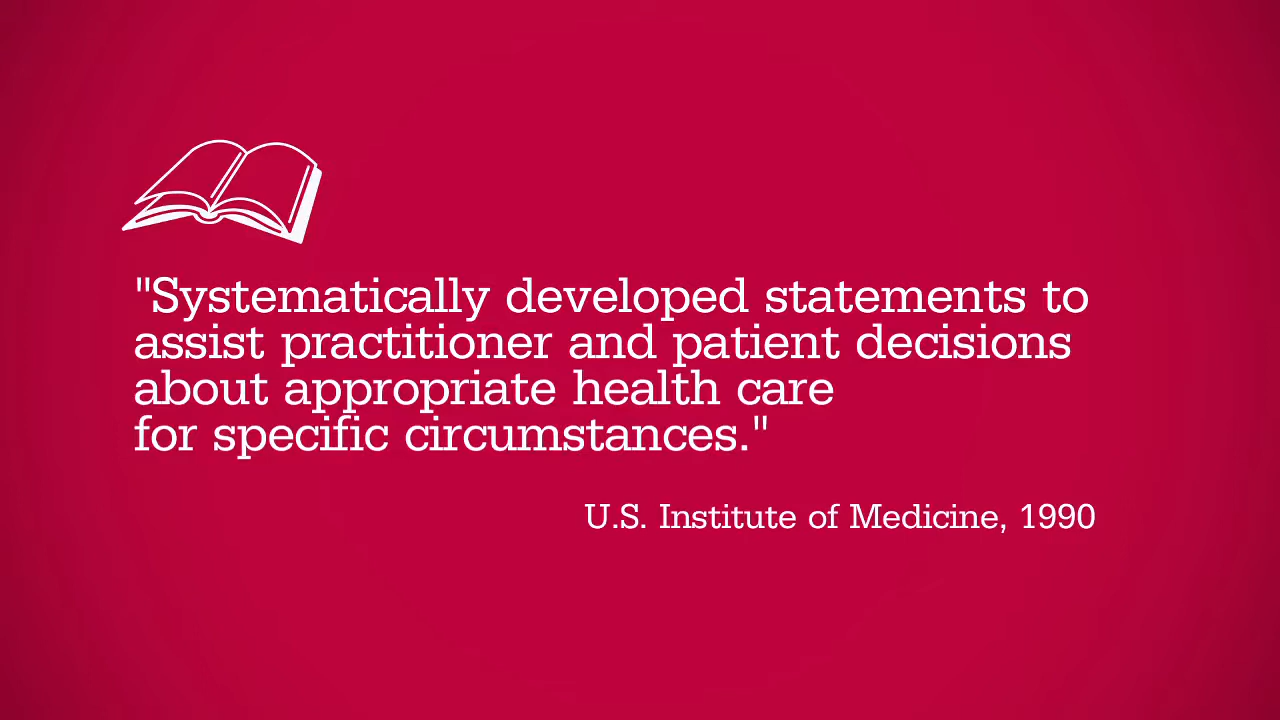 "Systematically developed statements to
assist practitioner and patient decisions
about appropriate health care
for specific circumstances."
U.S. Institute of Medicine, 1990